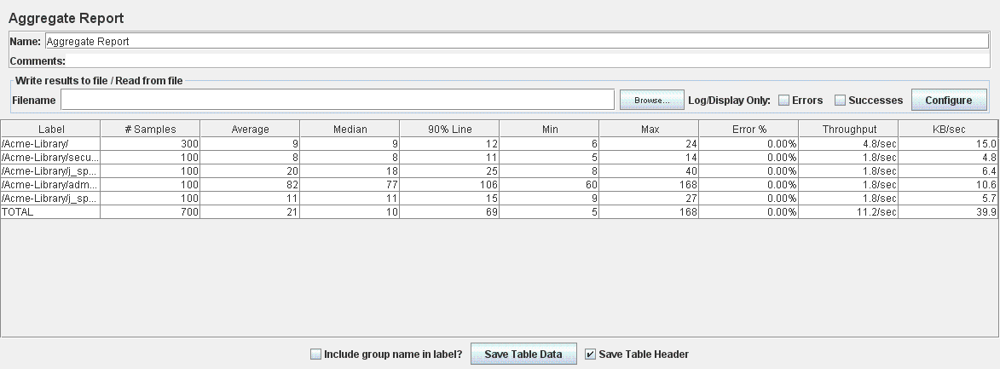 Aggregate Report
Name: Aggregate Report
Comments:
Write results to file / Read from file
Filename Browse... Log/Display Only: Errors Successes Configure
Label # Samples Average Median 90% Line Min Max Error % Throughput KB/sec
/Acme-Library/ 300 9 9 12 6 24 0.00% 4.8/sec 15.0
/Acme-Library/secu... 100 8 8 11 5 14 0.00% 1.8/sec 4.8
/Acme-Library/j_sp... 100 20 18 25 8 40 0.00% 1.8/sec 6.4
/Acme-Library/adm... 100 82 77 106 60 168 0.00% 1.8/sec 10.6
/Acme-Library/j_sp... 100 11 11 15 9 27 0.00% 1.8/sec 5.7
TOTAL 700 21 10 69 5 168 0.00% 11.2/sec 39.9
Include group name in label? Save Table Data Save Table Header